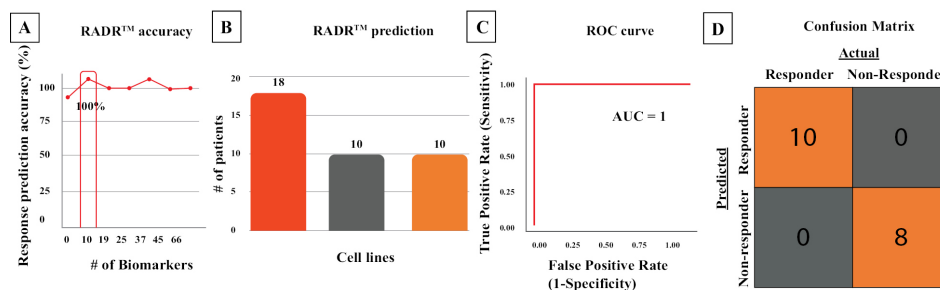 A
RADR™ accuracy
Response prediction accuracy (%)
100
75
50
25
0
100%
0 10 19 25 37 45 66
# of Biomarkers
B
RADR™ prediction
# of patients
20
15
10
5
0
18
10
10
Cell lines
C
ROC curve
True Positive Rate (Sensitivity)
1.00
0.75
0.50
0.25
0.00
AUC = 1
0.00 0.25 0.50 0.75 1.00
False Positive Rate
(1-Specificity)
D
Confusion Matrix
Actual
Responder Non-Responde
Predicted
Responder
Non-responder
10 0
0 8